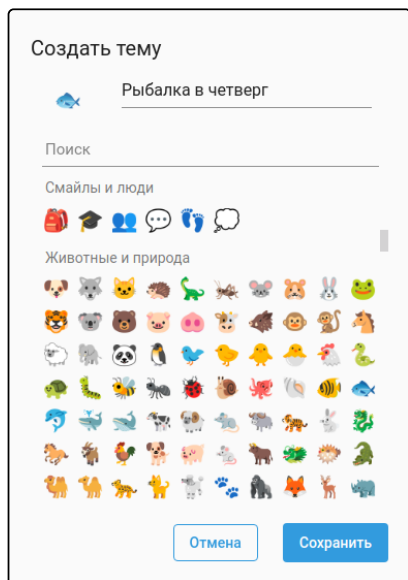 Создать тему
Рыбалка в четверг
Поиск
Смайлы и люди
Животные и природа
Отмена
Сохранить